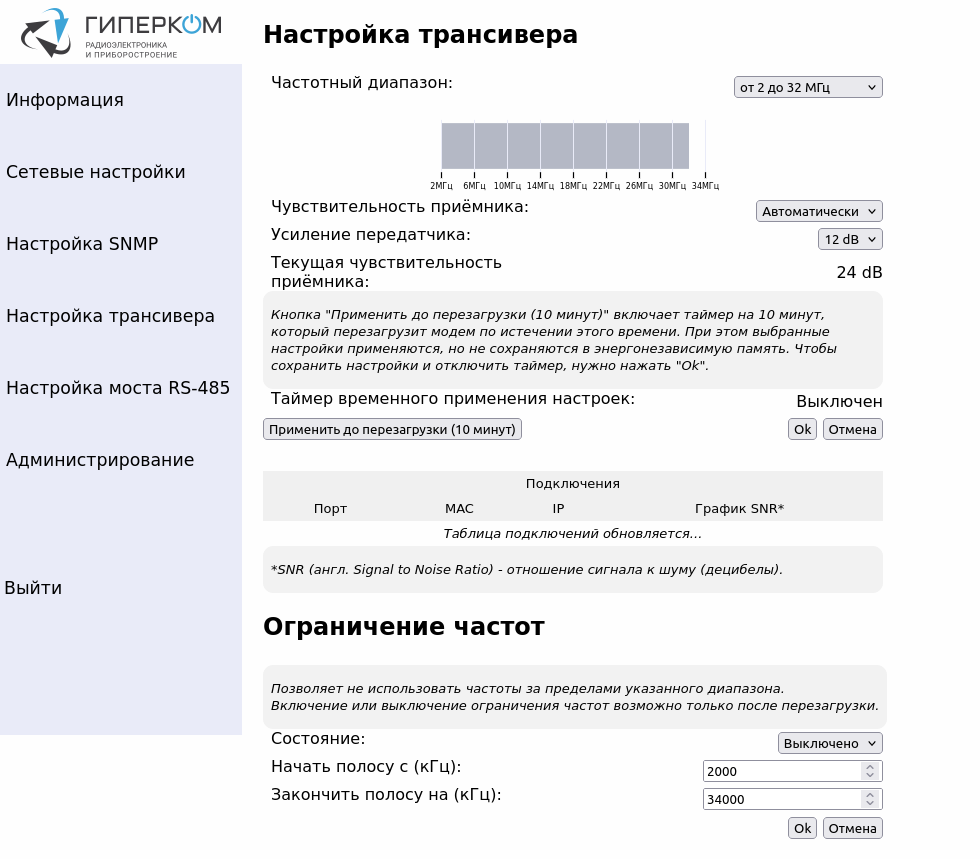 ГИПЕРКОМ
РАДИОЭЛЕКТРОНИКА
И ПРИБОРОСТРОЕНИЕ
Информация
Сетевые настройки
Настройка SNMP
Настройка трансивера
Настройка моста RS-485
Администрирование
Выйти
Настройка трансивера
Частотный диапазон: от 2 до 32 МГц
2МГц 6МГц 10МГц 14МГц 18МГц 22МГц 26МГц 30МГц 34МГц
Чувствительность приёмника: Автоматически
Усиление передатчика: 12 dB
Текущая чувствительность
приёмника: 24 dB
Кнопка "Применить до перезагрузки (10 минут)" включает таймер на 10 минут,
который перезагрузит модем по истечении этого времени. При этом выбранные
настройки применяются, но не сохраняются в энергонезависимую память. Чтобы
сохранить настройки и отключить таймер, нужно нажать "Ok".
Таймер временного применения настроек: Выключен
Применить до перезагрузки (10 минут) Ok Отмена
Подключения
Порт MAC IP График SNR*
Таблица подключений обновляется...
*SNR (англ. Signal to Noise Ratio) - отношение сигнала к шуму (децибелы).
Ограничение частот
Позволяет не использовать частоты за пределами указанного диапазона.
Включение или выключение ограничения частот возможно только после перезагрузки.
Состояние: Выключено
Начать полосу с (кГц): 2000
Закончить полосу на (кГц): 34000
Ok Отмена